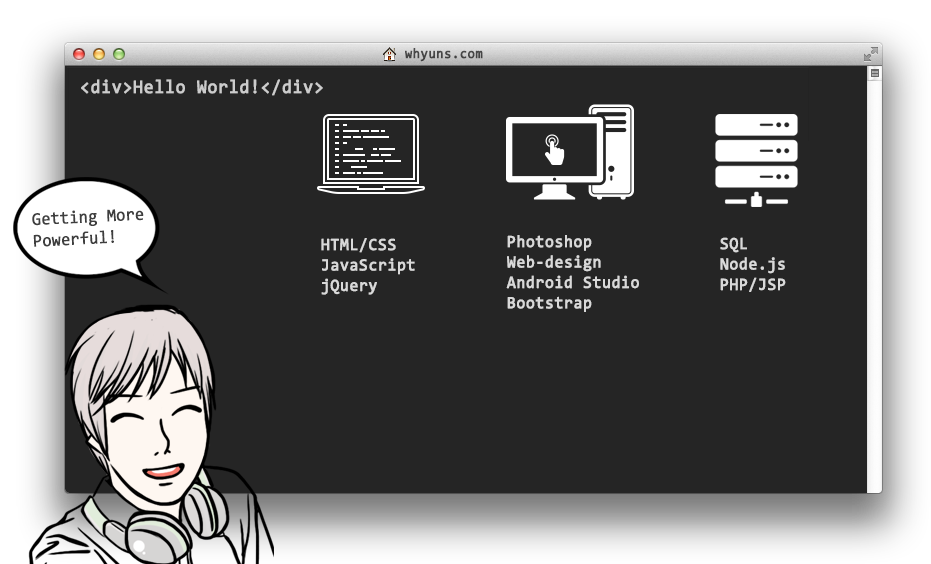 whyuns.com
<div>Hello World!</div>
Getting More
Powerful!
HTML/CSS
JavaScript
jQuery
Photoshop
Web-design
Android Studio
Bootstrap
SQL
Node.js
PHP/JSP